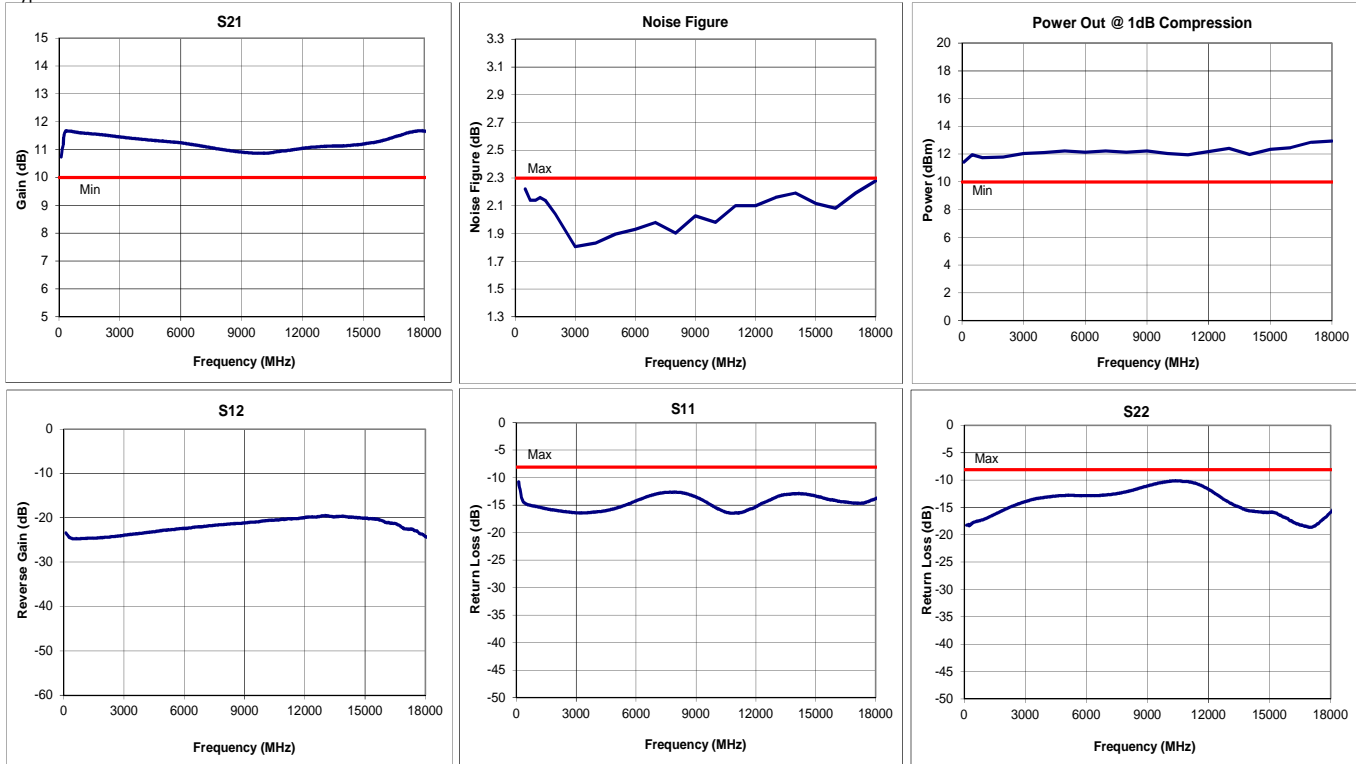 S21
15
14
13
12
11
10
9
8
7
6
5
Gain (dB)
Min
0 3000 6000 9000 12000 15000 18000
Frequency (MHz)
Noise Figure
3.3
3.1
2.9
2.7
2.5
2.3
2.1
1.9
1.7
1.5
1.3
Noise Figure (dB)
Max
0 3000 6000 9000 12000 15000 18000
Frequency (MHz)
Power Out @ 1dB Compression
20
18
16
14
12
10
8
6
4
2
0
Power (dBm)
Min
0 3000 6000 9000 12000 15000 18000
Frequency (MHz)
S12
0
-10
-20
-30
-40
-50
-60
Reverse Gain (dB)
0 3000 6000 9000 12000 15000 18000
Frequency (MHz)
S11
0
-5
-10
-15
-20
-25
-30
-35
-40
-45
-50
Return Loss (dB)
Max
0 3000 6000 9000 12000 15000 18000
Frequency (MHz)
S22
0
-5
-10
-15
-20
-25
-30
-35
-40
-45
-50
Return Loss (dB)
Max
0 3000 6000 9000 12000 15000 18000
Frequency (MHz)